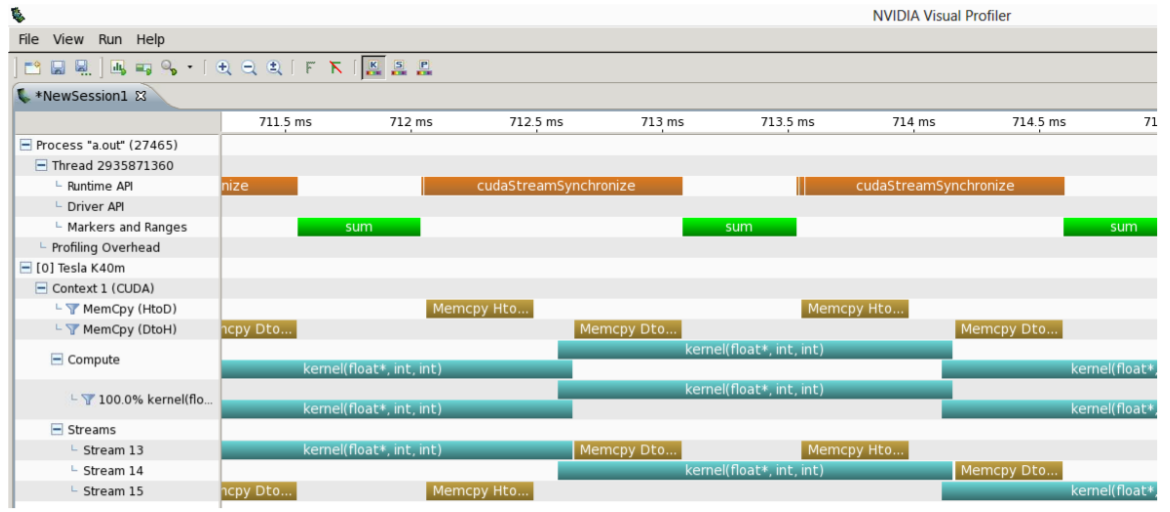 NVIDIA Visual Profiler
File View Run Help
*NewSession1
711.5 ms 712 ms 712.5 ms 713 ms 713.5 ms 714 ms 714.5 ms 71
Process "a.out" (27465)
Thread 2935871360
Runtime API nize cudaStreamSynchronize cudaStreamSynchronize
Driver API
Markers and Ranges sum sum sum
Profiling Overhead
[0] Tesla K40m
Context 1 (CUDA)
MemCpy (HtoD) Memcpy Hto... Memcpy Hto...
MemCpy (DtoH) mcpy Dto... Memcpy Dto... Memcpy Dto...
kernel(float*, int, int)
Compute
kernel(float*, int, int) kernel(float*,
kernel(float*, int, int)
100.0% kernel(flo...
kernel(float*, int, int) kernel(float*,
Streams
Stream 13 kernel(float*, int, int) Memcpy Dto... Memcpy Hto...
Stream 14 kernel(float*, int, int) Memcpy Dto...
Stream 15 mcpy Dto... Memcpy Hto... kernel(float*,